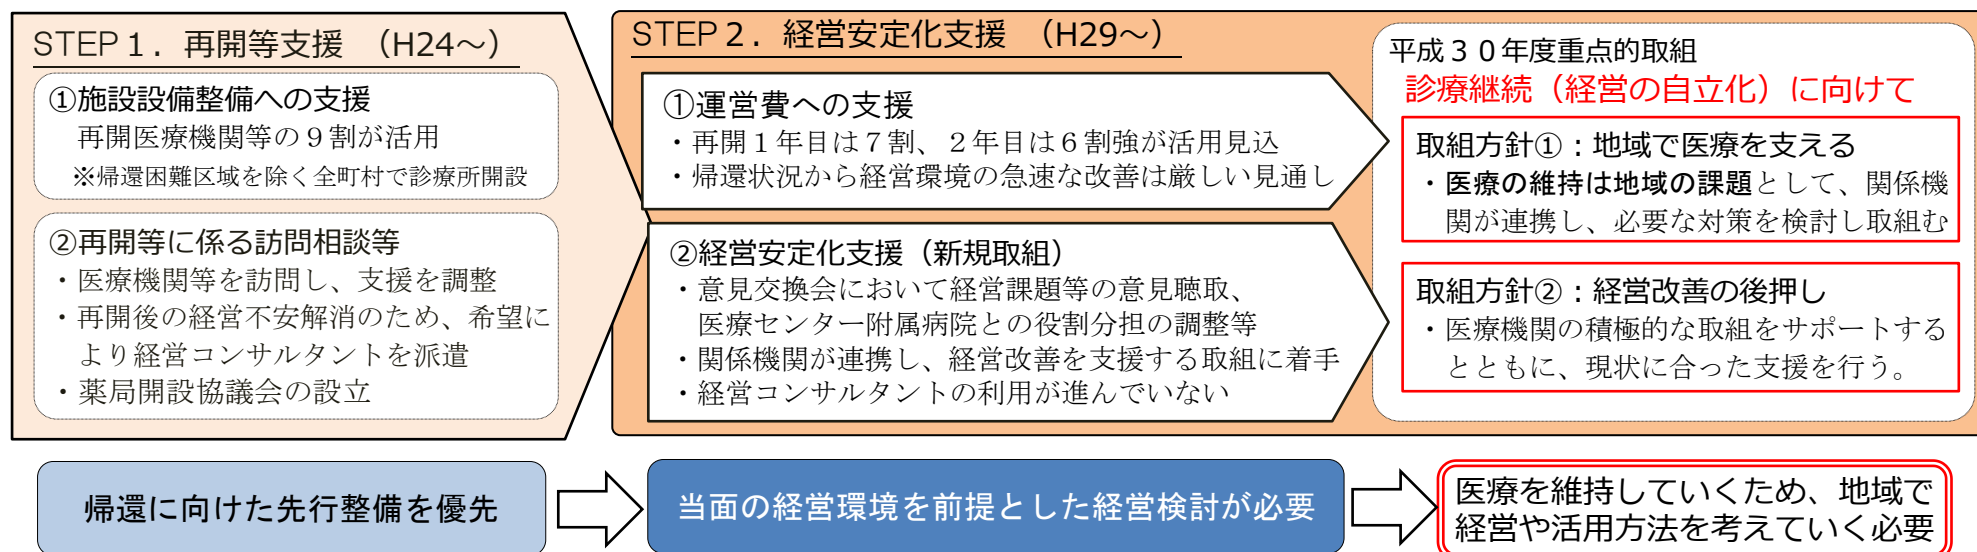 STEP１．再開等支援　（H24～）
①施設設備整備への支援
再開医療機関等の９割が活用
※帰還困難区域を除く全町村で診療所開設
②再開等に係る訪問相談等
・医療機関等を訪問し、支援を調整
・再開後の経営不安解消のため、希望に
より経営コンサルタントを派遣
・薬局開設協議会の設立
STEP２．経営安定化支援　（H29～）
①運営費への支援
・再開１年目は７割、２年目は６割強が活用見込
・帰還状況から経営環境の急速な改善は厳しい見通し
②経営安定化支援（新規取組）
・意見交換会において経営課題等の意見聴取、
医療センター附属病院との役割分担の調整等
・関係機関が連携し、経営改善を支援する取組に着手
・経営コンサルタントの利用が進んでいない
平成３０年度重点的取組
診療継続（経営の自立化）に向けて
取組方針①：地域で医療を支える
・医療の維持は地域の課題として、関係機
関が連携し、必要な対策を検討し取組む
取組方針②：経営改善の後押し
・医療機関の積極的な取組をサポートする
とともに、現状に合った支援を行う。
帰還に向けた先行整備を優先
当面の経営環境を前提とした経営検討が必要
医療を維持していくため、地域で
経営や活用方法を考えていく必要